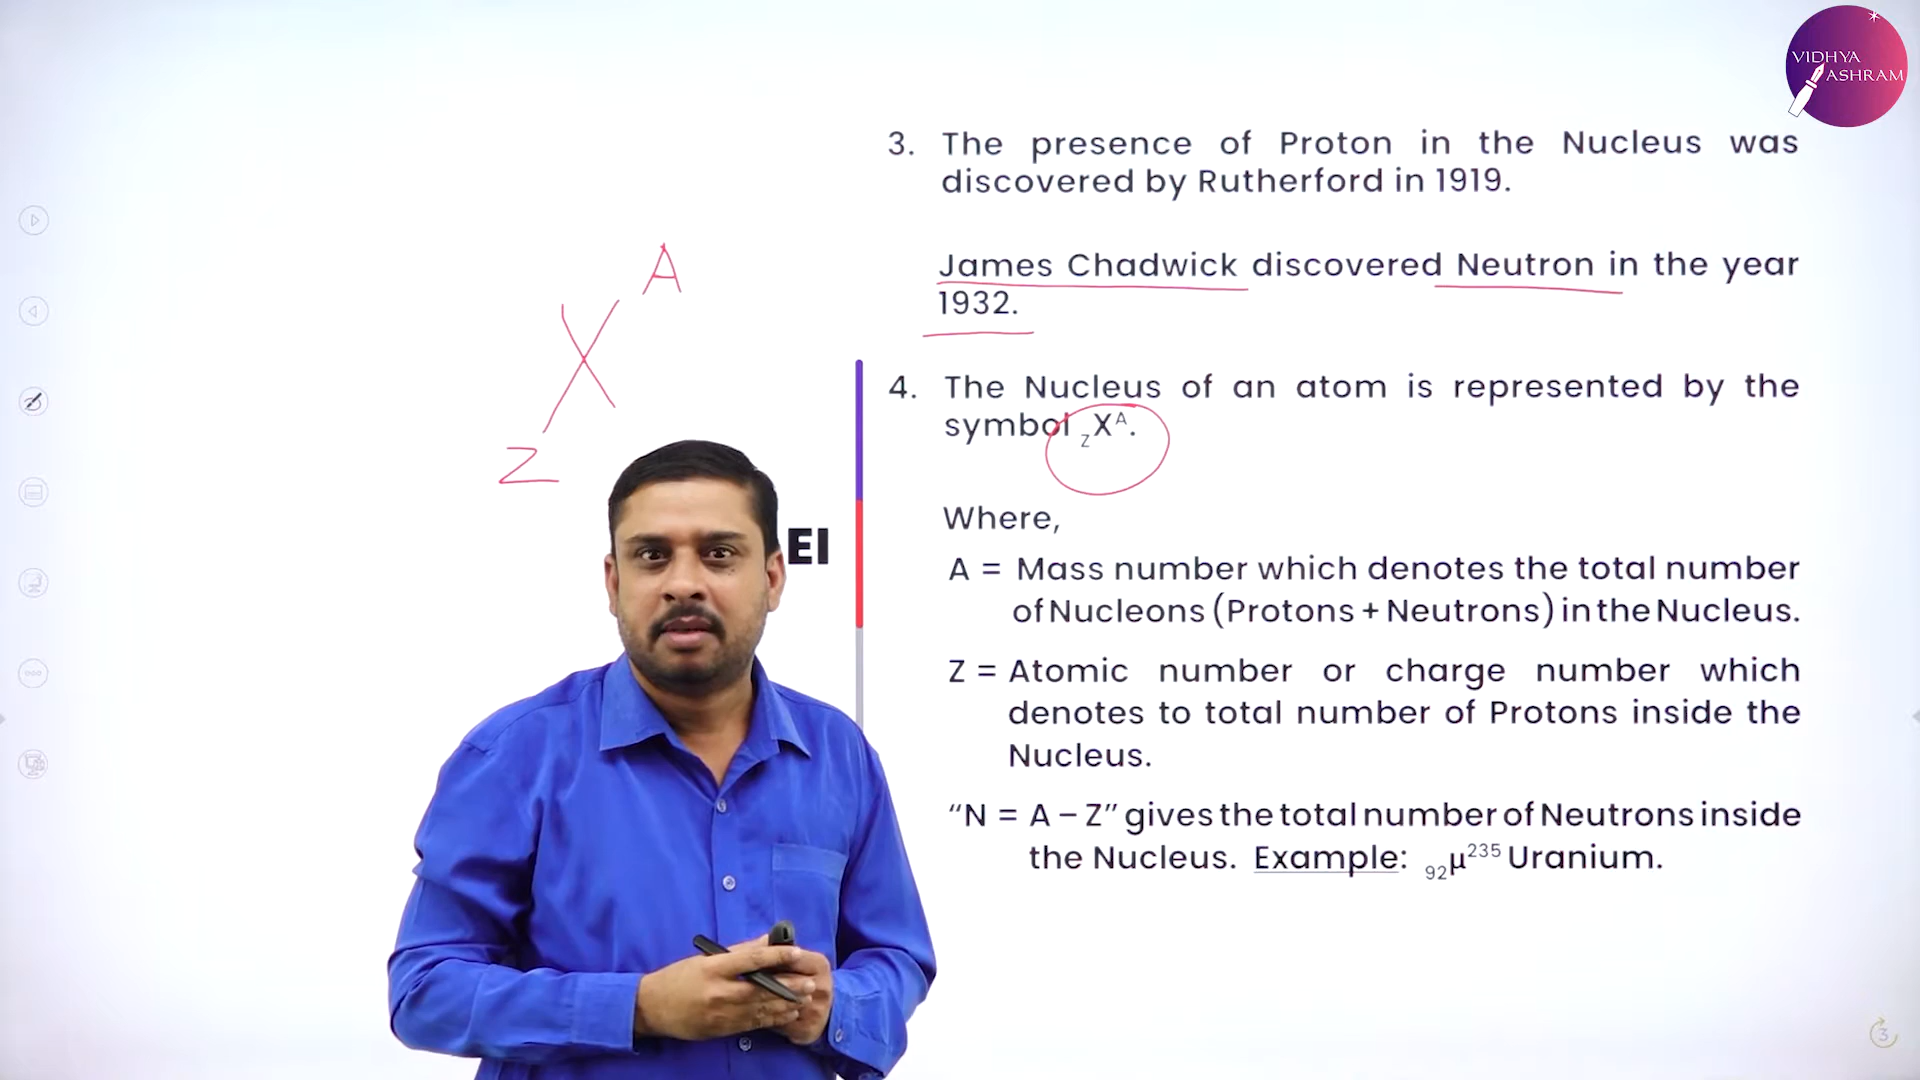 VIDHYA
ASHRAM
3. The presence of Proton in the Nucleus was
discovered by Rutherford in 1919.
James Chadwick discovered Neutron in the year
1932.
4. The Nucleus of an atom is represented by the
symbol ZXᴬ.
Where,
A = Mass number which denotes the total number
of Nucleons (Protons + Neutrons) in the Nucleus.
Z = Atomic number or charge number which
denotes to total number of Protons inside the
Nucleus.
“N = A – Z” gives the total number of Neutrons inside
the Nucleus. Example: ₉₂μ²³⁵ Uranium.
A
X
Z
EI
3